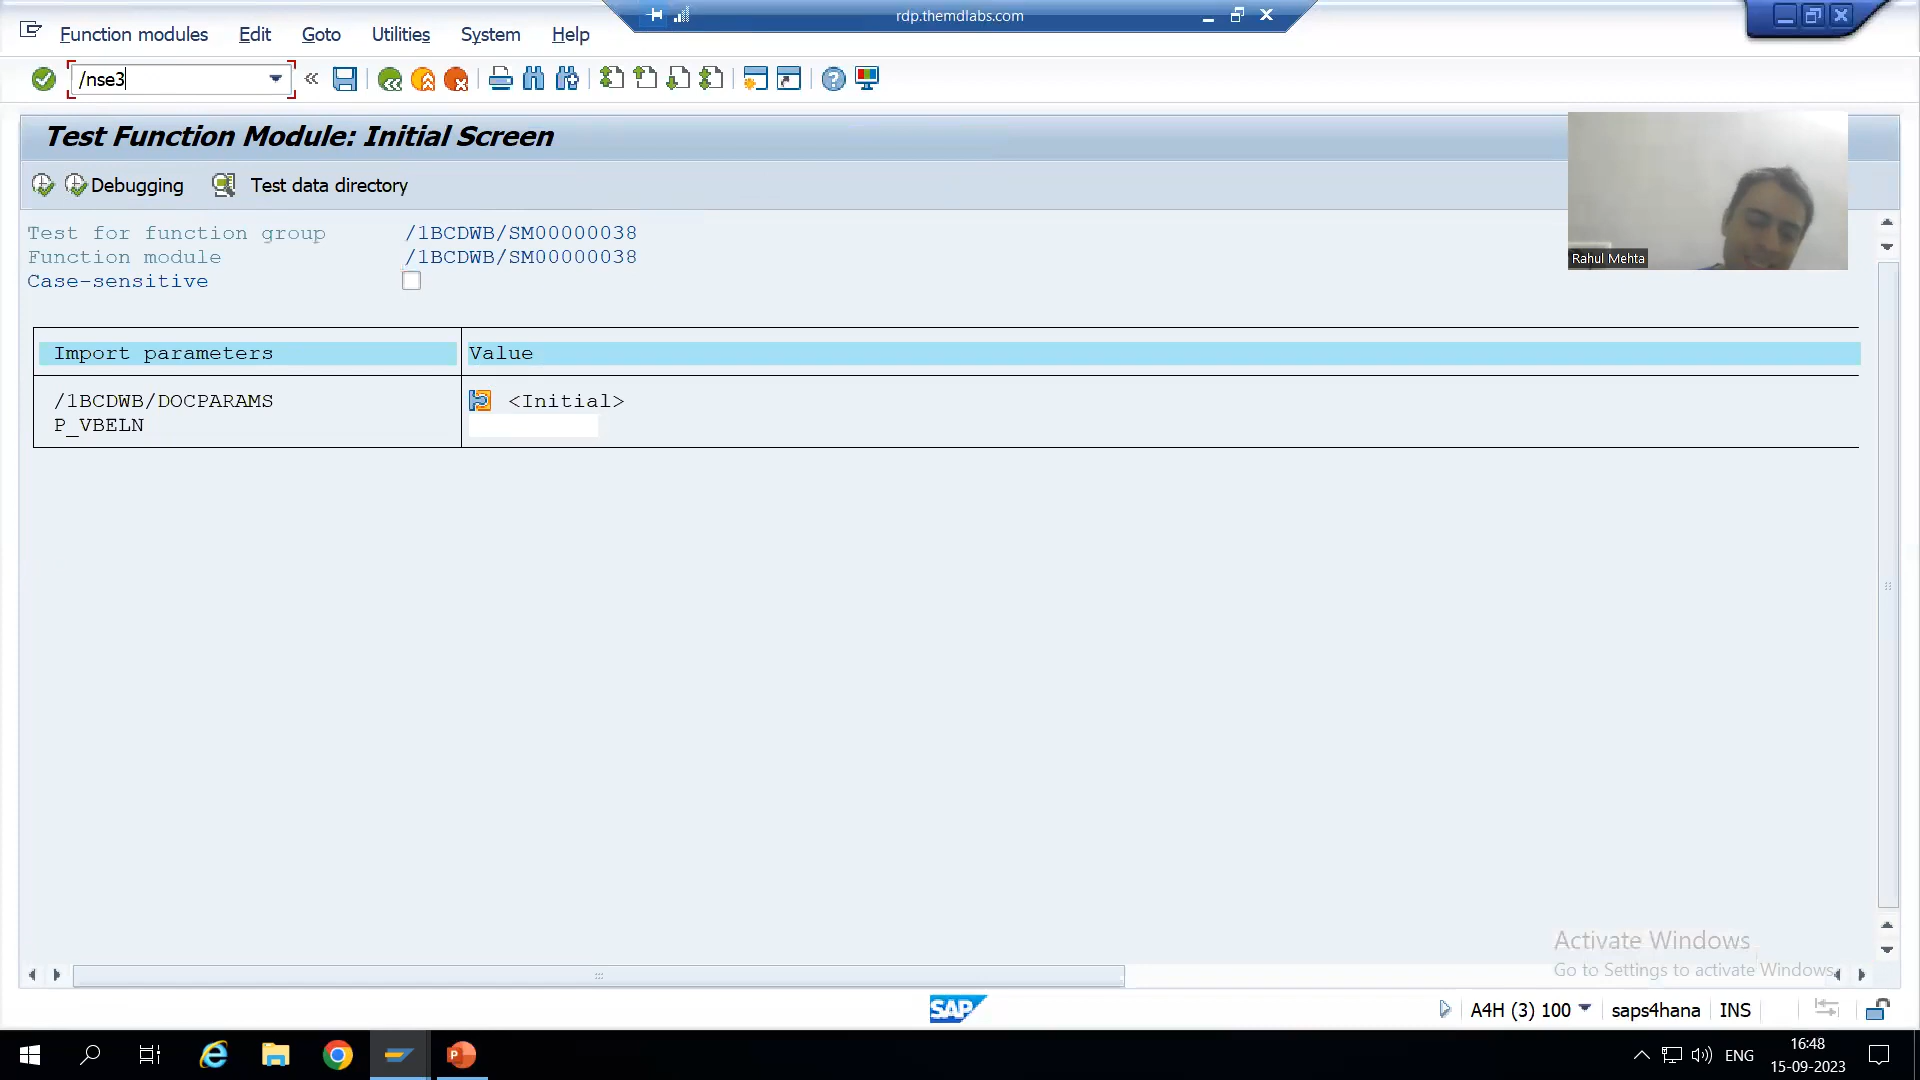 rdp.themdlabs.com
Function modules Edit Goto Utilities System Help
/nse3
Test Function Module: Initial Screen
Debugging Test data directory
Test for function group /1BCDWB/SM00000038
Function module /1BCDWB/SM00000038
Case-sensitive
Rahul Mehta
Import parameters Value
/1BCDWB/DOCPARAMS <Initial>
P_VBELN
Activate Windows
Go to Settings to activate Windows.
SAP
A4H (3) 100 saps4hana INS
ENG
16:48
15-09-2023